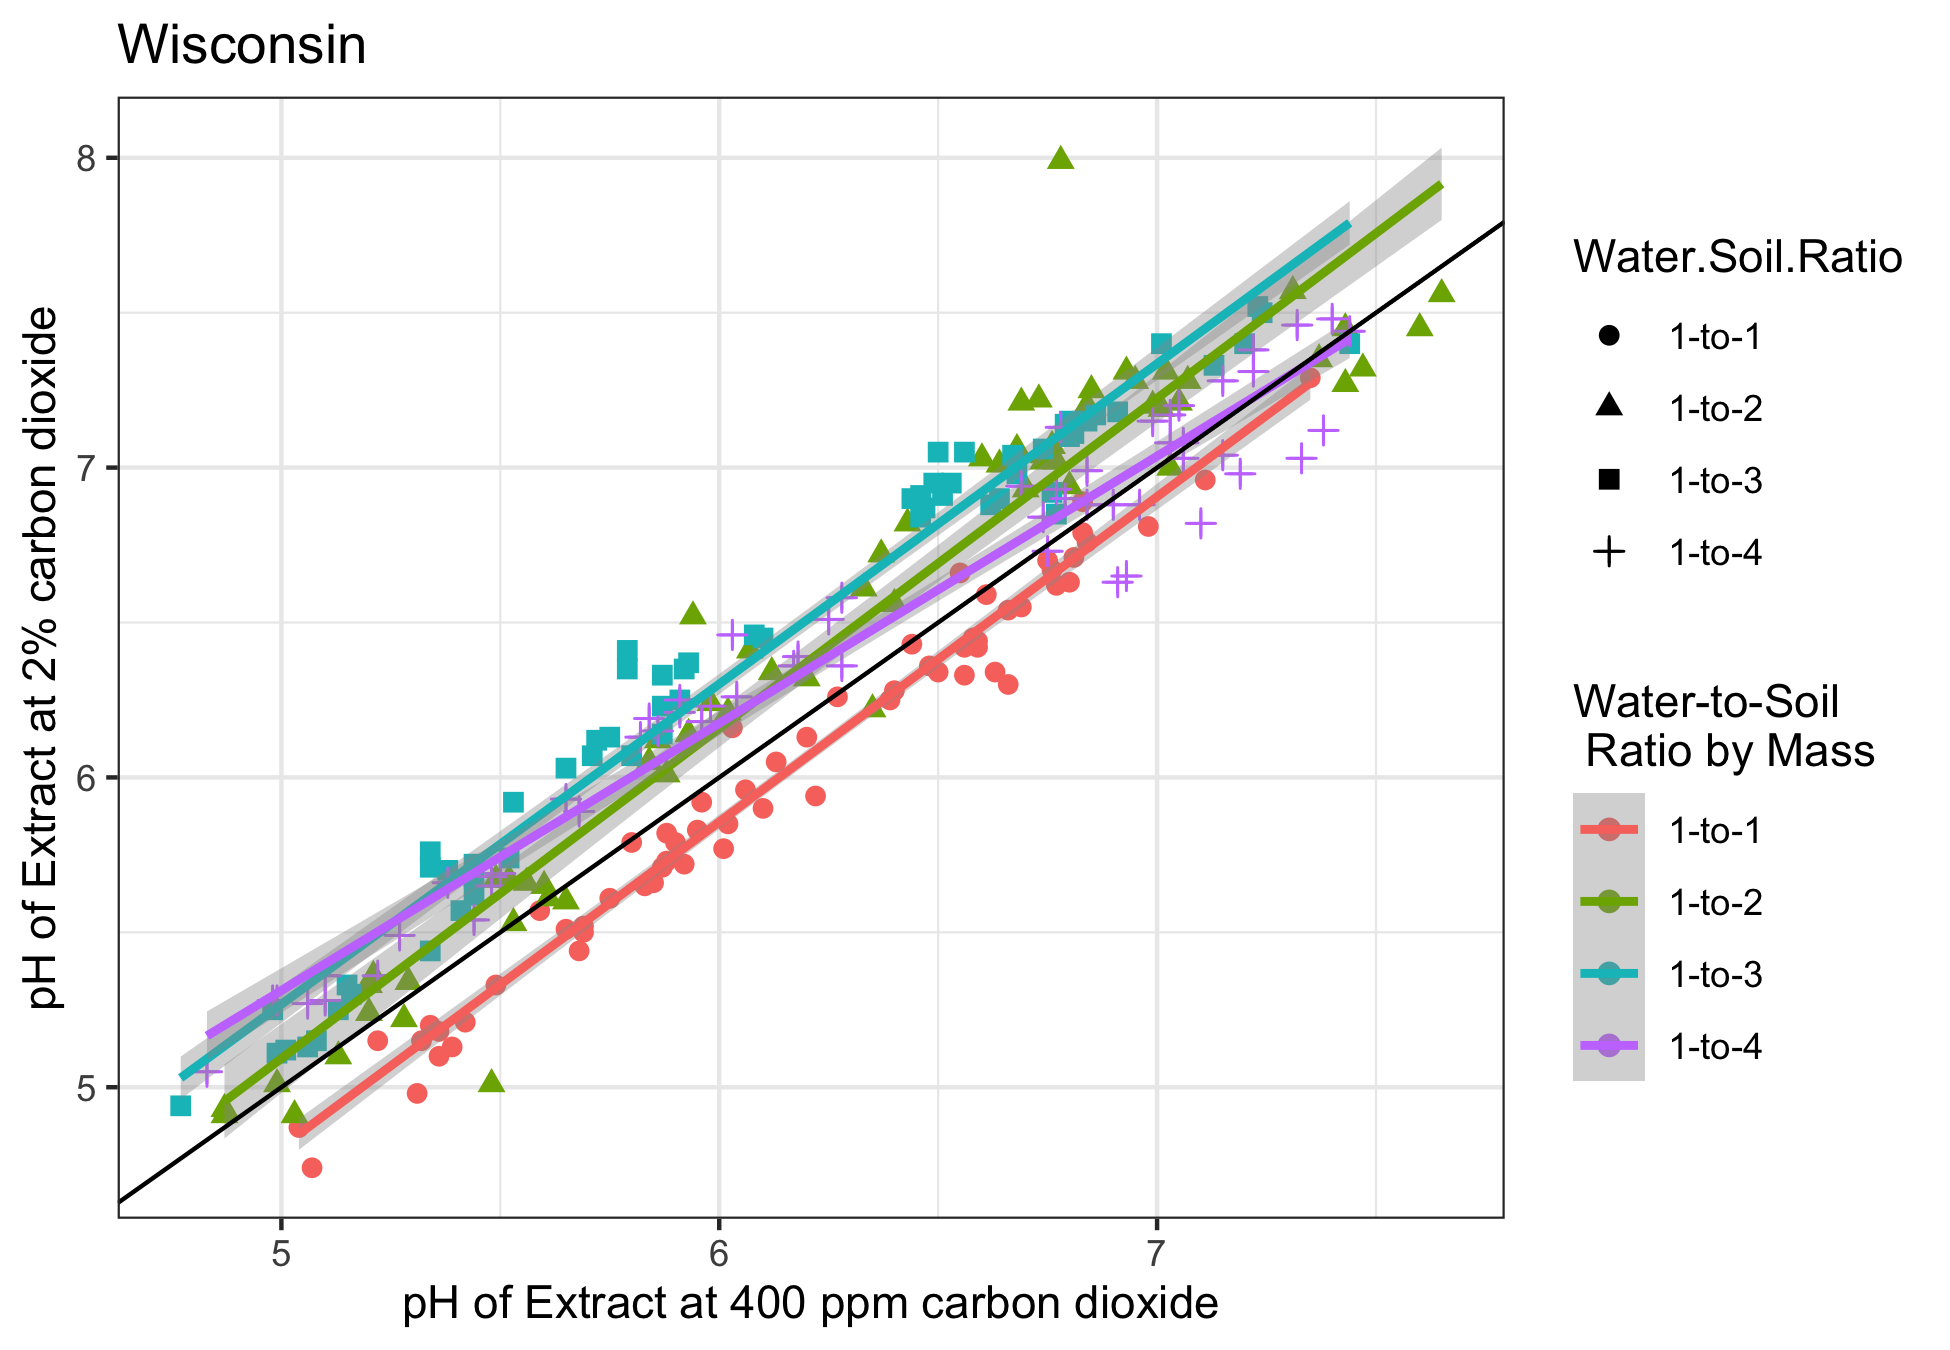 Wisconsin
8
7
6
5
pH of Extract at 2% carbon dioxide
5
6
7
pH of Extract at 400 ppm carbon dioxide
Water.Soil.Ratio
1-to-1
1-to-2
1-to-3
1-to-4
Water-to-Soil
Ratio by Mass
1-to-1
1-to-2
1-to-3
1-to-4